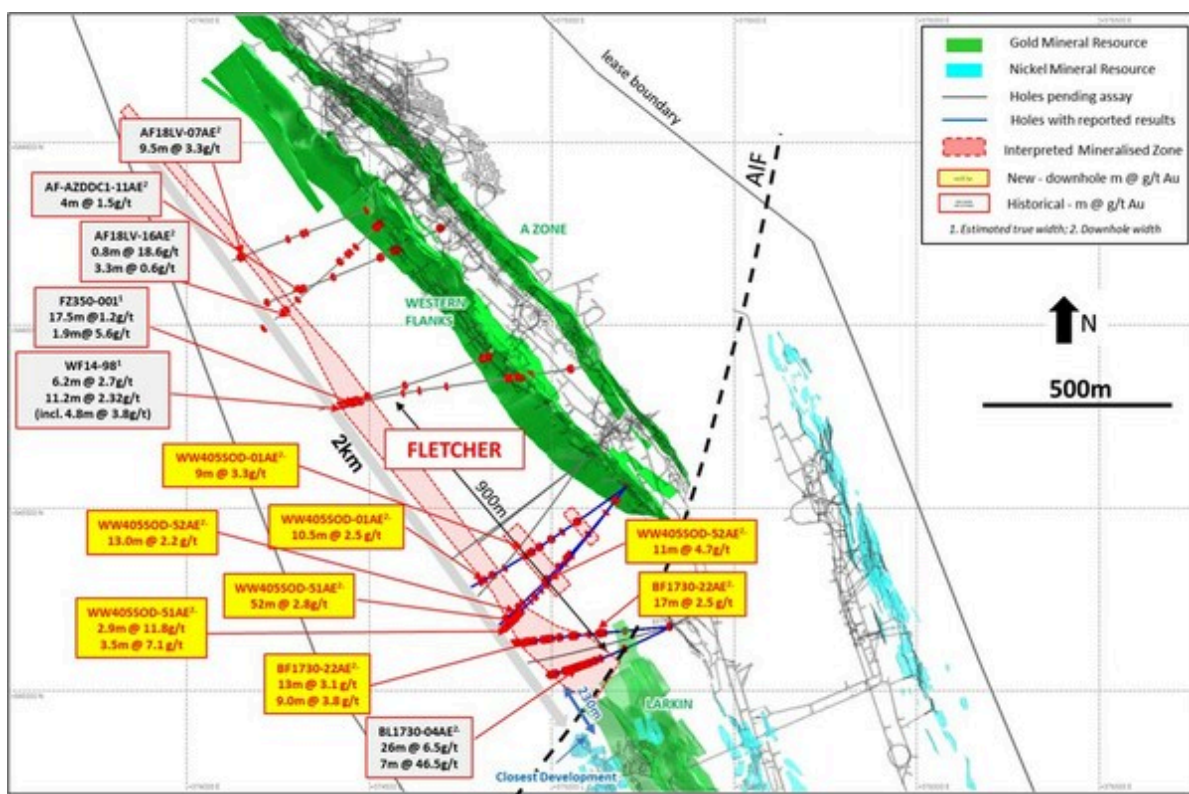 Gold Mineral Resource
Nickel Mineral Resource
Holes pending assay
Holes with reported results
Interpreted Mineralised Zone
New - downhole m @ g/t Au
Historical - m @ g/t Au
1. Estimated true width; 2. Downhole width
lease boundary
AIF
N
500m
A ZONE
WESTERN
FLANKS
AF18LV-07AE²
9.5m @ 3.3g/t
AF-AZDDC1-11AE²
4m @ 1.5g/t
AF18LV-16AE²
0.8m @ 18.6g/t
3.3m @ 0.6g/t
FZ350-001¹
17.5m @1.2g/t
1.9m@ 5.6g/t
WF14-98¹
6.2m @ 2.7g/t
11.2m @ 2.32g/t
(incl. 4.8m @ 3.8g/t)
2km
FLETCHER
900m
WW405SOD-01AE²·
9m @ 3.3g/t
WW405SOD-01AE²·
10.5m @ 2.5 g/t
WW405SOD-52AE²·
13.0m @ 2.2 g/t
WW405SOD-52AE²·
11m @ 4.7g/t
WW405SOD-51AE²·
52m @ 2.8g/t
BF1730-22AE²·
17m @ 2.5 g/t
WW405SOD-51AE²·
2.9m @ 11.8g/t
3.5m @ 7.1 g/t
BF1730-22AE²·
13m @ 3.1 g/t
9.0m @ 3.8 g/t
BL1730-04AE²·
26m @ 6.5g/t
7m @ 46.5g/t
230m
LARKIN
Closest Development